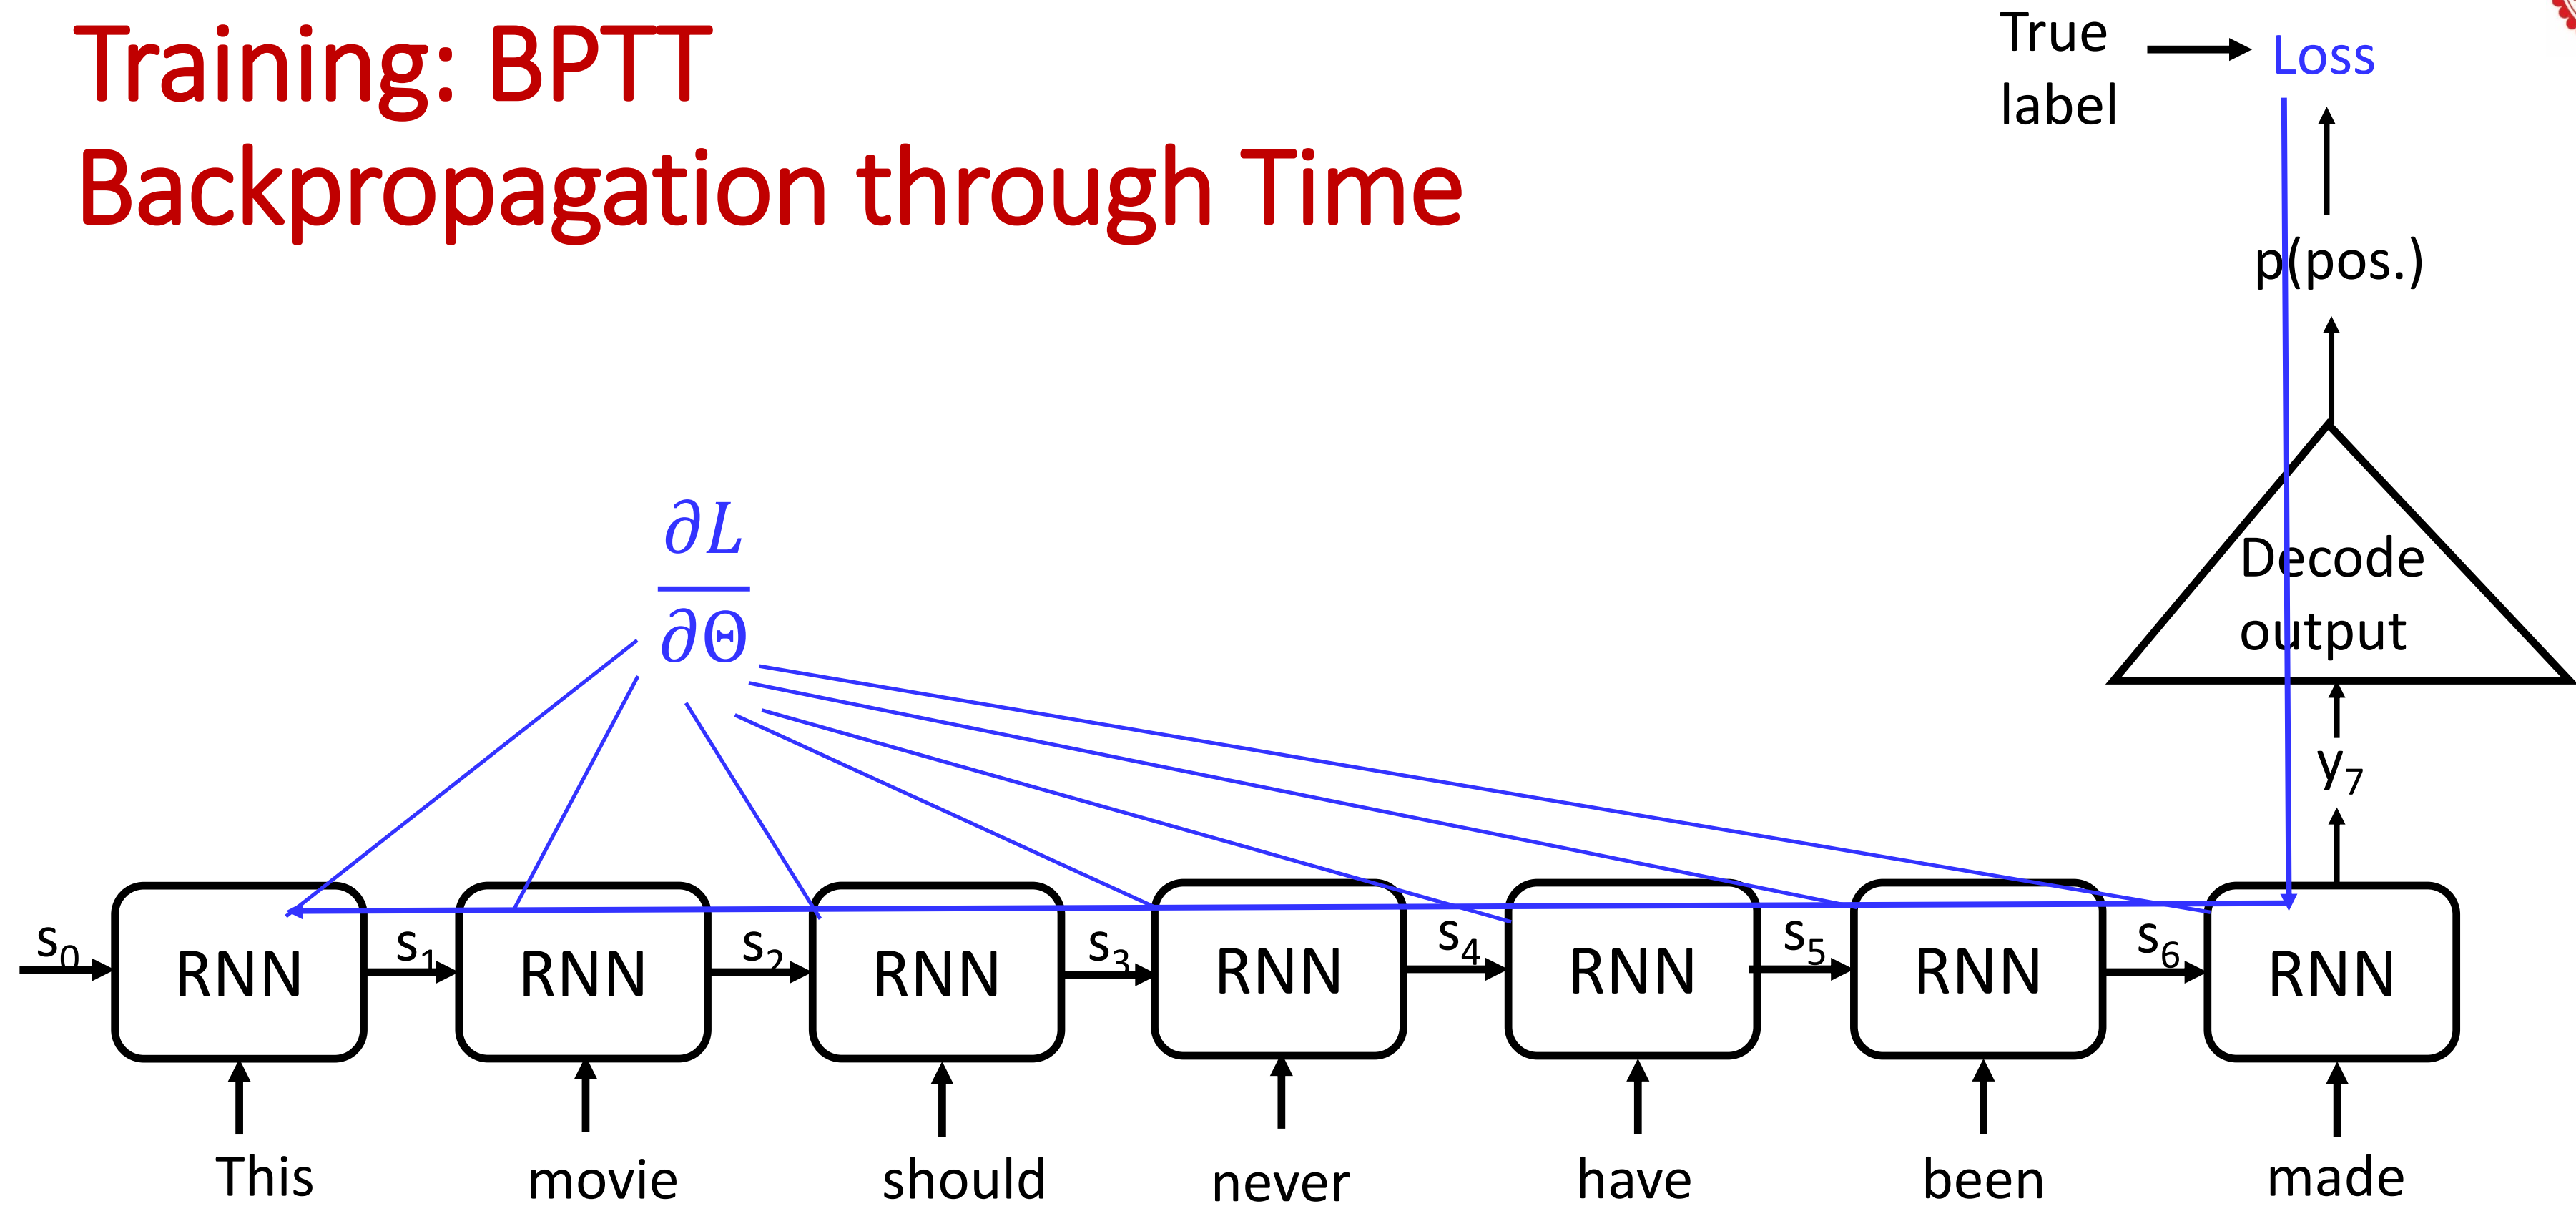 Training: BPTT
Backpropagation through Time
True
label
Loss
p(pos.)
Decode
output
y₇
∂L
∂Θ
s₀ RNN s₁ RNN s₂ RNN s₃ RNN s₄ RNN s₅ RNN s₆ RNN
This movie should never have been made